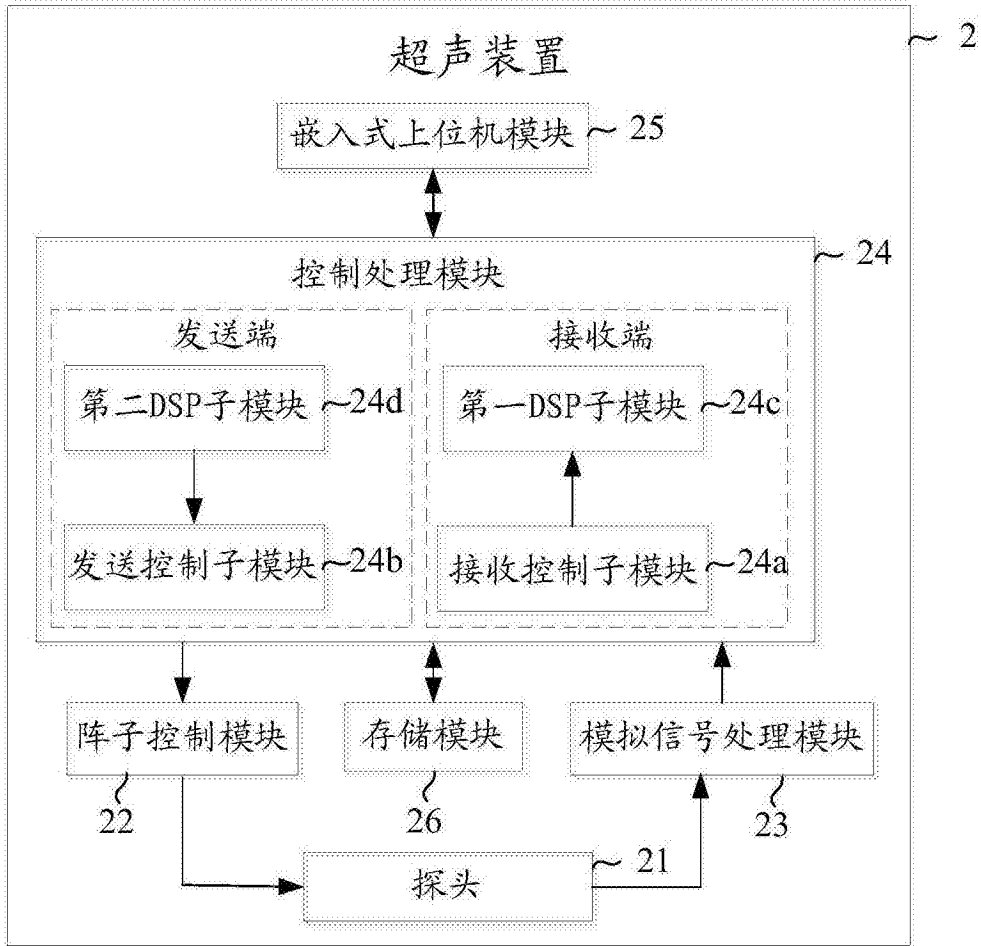 2
超声装置
嵌入式上位机模块
25
24
控制处理模块
发送端
接收端
第二DSP子模块
24d
第一DSP子模块
24c
发送控制子模块
24b
接收控制子模块
24a
阵子控制模块
存储模块
模拟信号处理模块
22
26
23
21
探头